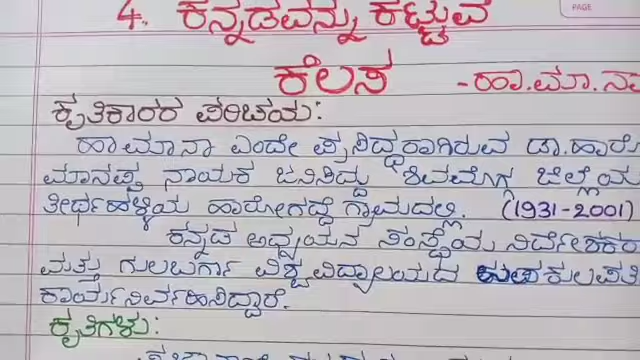 PAGE
4. ಕನ್ನಡವನ್ನು ಕಟ್ಟುವ
ಕೆಲಸ - ಹಾ.ಮಾ.ನಾ
ಕೃತಿಕಾರರ ಪರಿಚಯ:
ಹಾಮಾನಾ ಎಂದೇ ಪ್ರಸಿದ್ಧರಾಗಿರುವ ಡಾ.ಹಾರೋ
ಮಾನಪ್ಪ ನಾಯಕ ಜನಿಸಿದ್ದು ಶಿವಮೊಗ್ಗ ಜಿಲ್ಲೆಯ
ತೀರ್ಥಹಳ್ಳಿಯ ಹಾರೋಗದ್ದೆ ಗ್ರಾಮದಲ್ಲಿ. (1931-2001)
ಕನ್ನಡ ಅಧ್ಯಯನ ಸಂಸ್ಥೆಯ ನಿರ್ದೇಶಕರು
ಮತ್ತು ಗುಲಬರ್ಗಾ ವಿಶ್ವವಿದ್ಯಾಲಯದ ಕುಲಪತಿ
ಕಾರ್ಯನಿರ್ವಹಿಸಿದ್ದಾರೆ.
ಕೃತಿಗಳು: